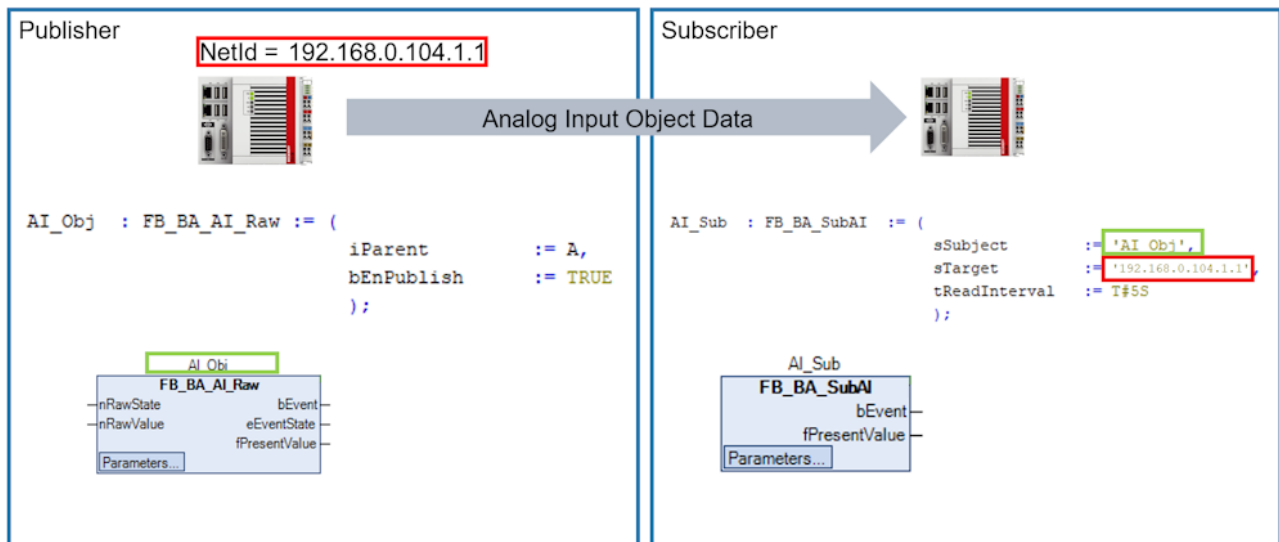 Publisher
NetId = 192.168.0.104.1.1
Analog Input Object Data
AI_Obj : FB_BA_AI_Raw := (
iParent := A,
bEnPublish := TRUE
);
AI_Obj
FB_BA_AI_Raw
nRawState bEvent
nRawValue eEventState
fPresentValue
Parameters...
Subscriber
AI_Sub : FB_BA_SubAI := (
sSubject := 'AI_Obj',
sTarget := '192.168.0.104.1.1',
tReadInterval := T#5S
);
AI_Sub
FB_BA_SubAI
bEvent
fPresentValue
Parameters...